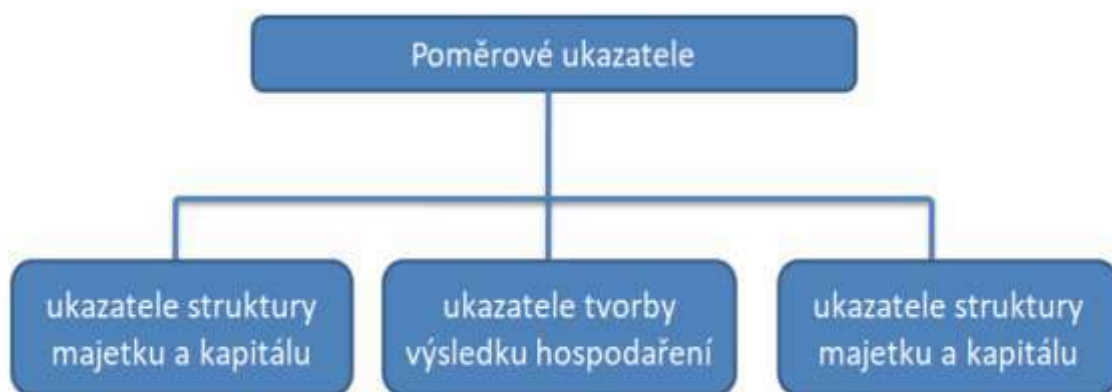 Poměrové ukazatele
ukazatele struktury
majetku a kapitálu
ukazatele tvorby
výsledku hospodaření
ukazatele struktury
majetku a kapitálu